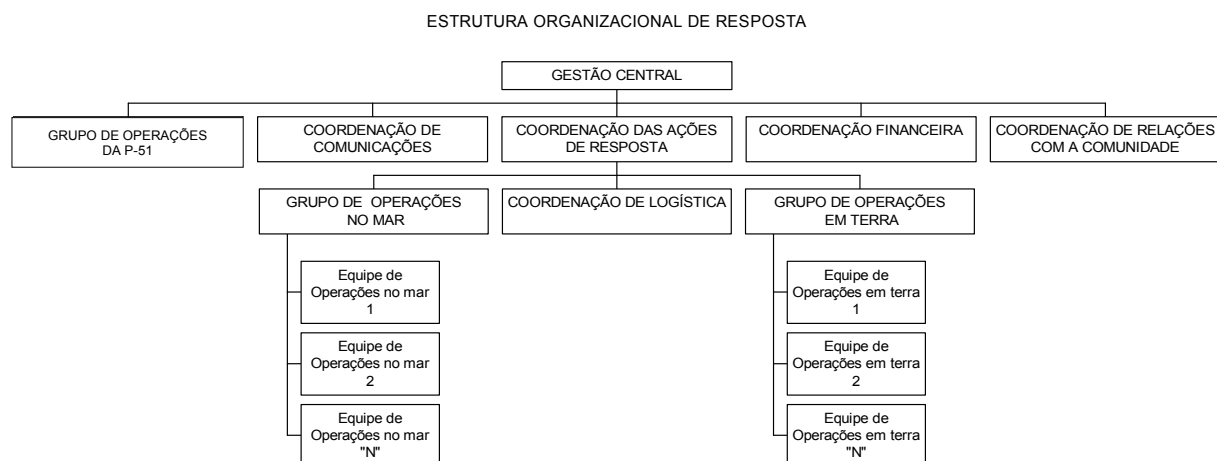 ESTRUTURA ORGANIZACIONAL DE RESPOSTA
GESTÃO CENTRAL
GRUPO DE OPERAÇÕES
DA P-51
COORDENAÇÃO DE
COMUNICAÇÕES
COORDENAÇÃO DAS AÇÕES
DE RESPOSTA
COORDENAÇÃO FINANCEIRA
COORDENAÇÃO DE RELAÇÕES
COM A COMUNIDADE
GRUPO DE OPERAÇÕES
NO MAR
COORDENAÇÃO DE LOGÍSTICA
GRUPO DE OPERAÇÕES
EM TERRA
Equipe de
Operações no mar
1
Equipe de
Operações no mar
2
Equipe de
Operações no mar
"N"
Equipe de
Operações em terra
1
Equipe de
Operações em terra
2
Equipe de
Operações em terra
"N"